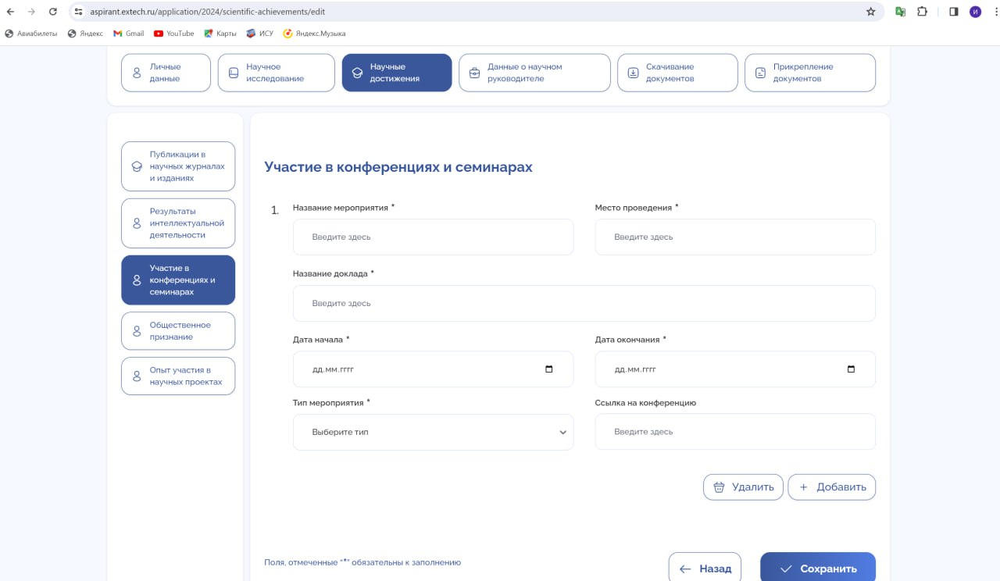 aspirant.extech.ru/application/2024/scientific-achievements/edit
И
Авиабилеты Яндекс Gmail YouTube Карты ИСУ Яндекс.Музыка
Личные
данные
Научное
исследование
Научные
достижения
Данные о научном
руководителе
Скачивание
документов
Прикрепление
документов
Публикации в
научных журналах
и изданиях
Результаты
интеллектуальной
деятельности
Участие в
конференциях и
семинарах
Общественное
признание
Опыт участия в
научных проектах
Участие в конференциях и семинарах
1.
Название мероприятия *
Введите здесь
Место проведения *
Введите здесь
Название доклада *
Введите здесь
Дата начала *
дд.мм.гггг
Дата окончания *
дд.мм.гггг
Тип мероприятия *
Выберите тип
Ссылка на конференцию
Введите здесь
Удалить
+ Добавить
Поля, отмеченные "*" обязательны к заполнению
← Назад
Сохранить